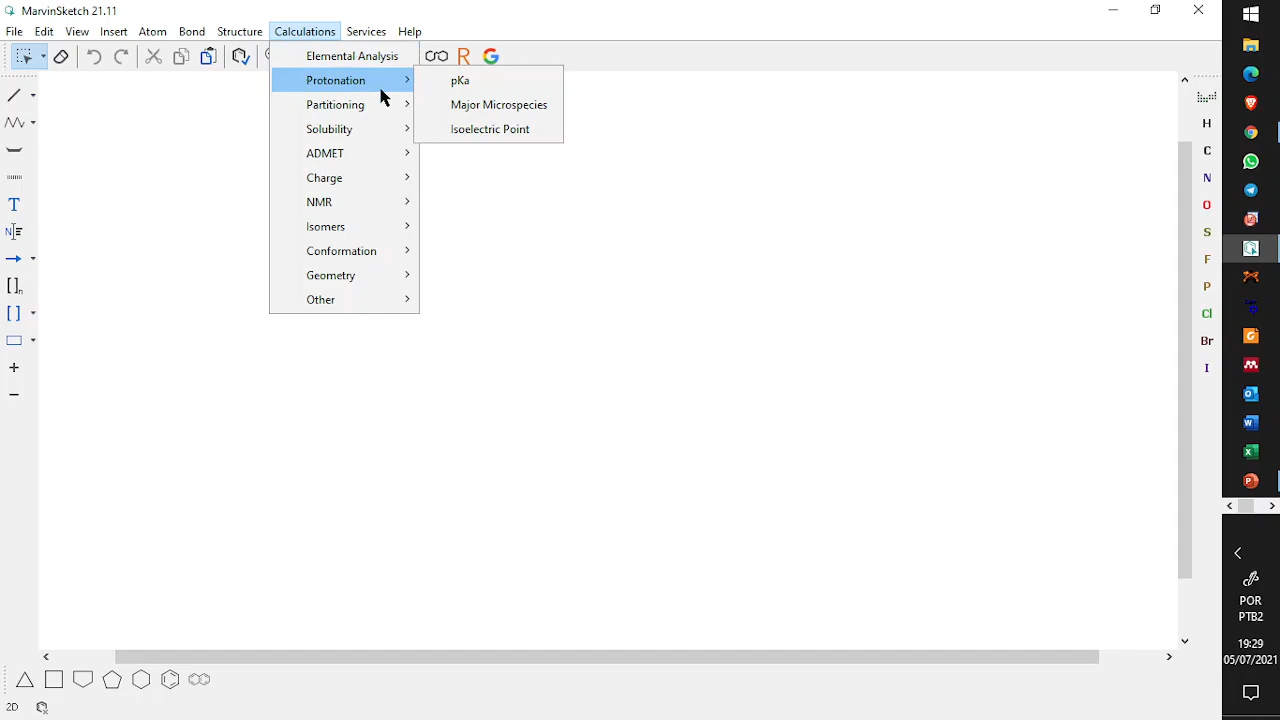 MarvinSketch 21.11
File Edit View Insert Atom Bond Structure Calculations Services Help
R G
Elemental Analysis
Protonation
Partitioning
Solubility
ADMET
Charge
NMR
Isomers
Conformation
Geometry
Other
pKa
Major Microspecies
Isoelectric Point
T
N
[]n
[]
H
C
N
O
S
F
P
Cl
Br
I
2D
POR
PTB2
19:29
05/07/2021